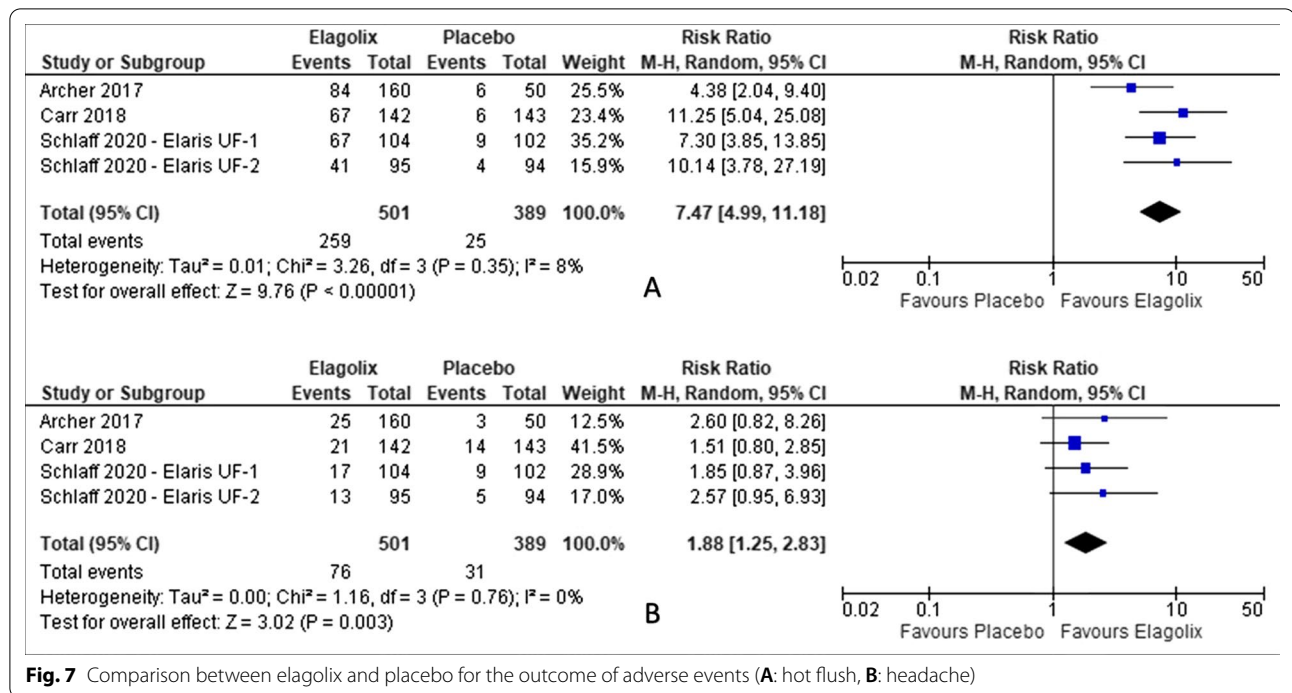 Elagolix Placebo Risk Ratio Risk Ratio
Study or Subgroup Events Total Events Total Weight M-H, Random, 95% CI M-H, Random, 95% CI
Archer 2017 84 160 6 50 25.5% 4.38 [2.04, 9.40]
Carr 2018 67 142 6 143 23.4% 11.25 [5.04, 25.08]
Schlaff 2020 - Elaris UF-1 67 104 9 102 35.2% 7.30 [3.85, 13.85]
Schlaff 2020 - Elaris UF-2 41 95 4 94 15.9% 10.14 [3.78, 27.19]
Total (95% CI) 501 389 100.0% 7.47 [4.99, 11.18]
Total events 259 25
Heterogeneity: Tau² = 0.01; Chi² = 3.26, df = 3 (P = 0.35); I² = 8%
Test for overall effect: Z = 9.76 (P < 0.00001)
A
0.02 0.1 1 10 50
Favours Placebo Favours Elagolix
Elagolix Placebo Risk Ratio Risk Ratio
Study or Subgroup Events Total Events Total Weight M-H, Random, 95% CI M-H, Random, 95% CI
Archer 2017 25 160 3 50 12.5% 2.60 [0.82, 8.26]
Carr 2018 21 142 14 143 41.5% 1.51 [0.80, 2.85]
Schlaff 2020 - Elaris UF-1 17 104 9 102 28.9% 1.85 [0.87, 3.96]
Schlaff 2020 - Elaris UF-2 13 95 5 94 17.0% 2.57 [0.95, 6.93]
Total (95% CI) 501 389 100.0% 1.88 [1.25, 2.83]
Total events 76 31
Heterogeneity: Tau² = 0.00; Chi² = 1.16, df = 3 (P = 0.76); I² = 0%
Test for overall effect: Z = 3.02 (P = 0.003)
B
0.02 0.1 1 10 50
Favours Placebo Favours Elagolix
Fig. 7 Comparison between elagolix and placebo for the outcome of adverse events (A: hot flush, B: headache)